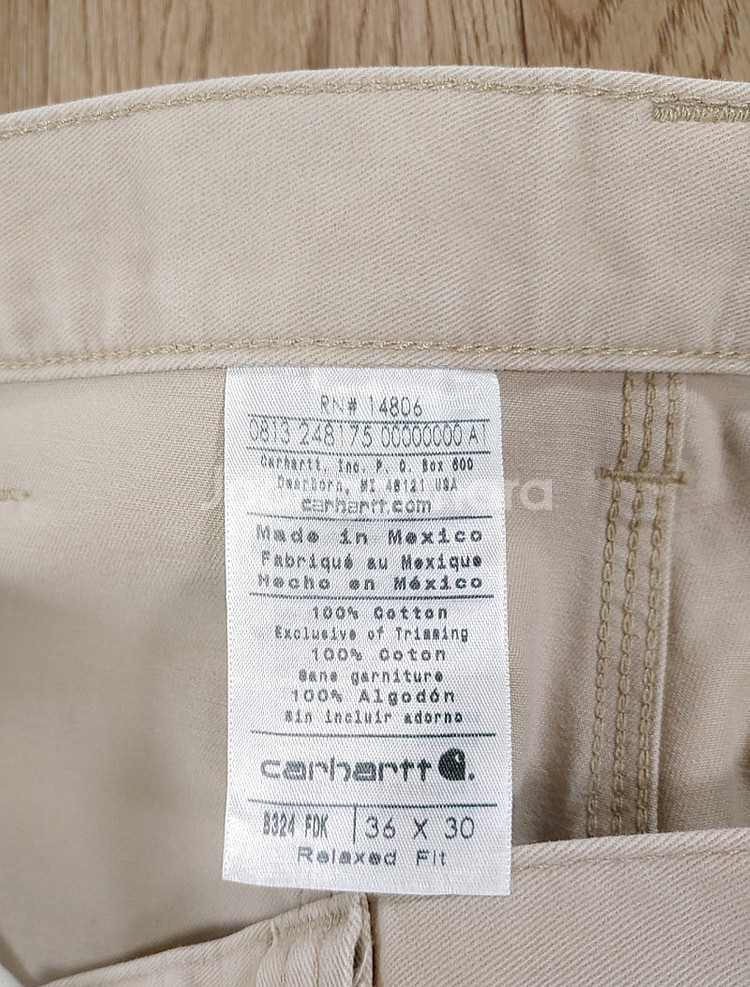 RN# 14806
0813 248175 00000000 A1
Carhartt, Inc. P. O. Box 600
Dearborn, MI 48121 USA
carhartt.com
Made in Mexico
Fabriqué au Mexique
Hecho en México
100% Cotton
Exclusive of Trimming
100% Coton
Sans garniture
100% Algodón
sin incluir adorno
carhartt
B324 FDK 36 X 30
Relaxed Fit